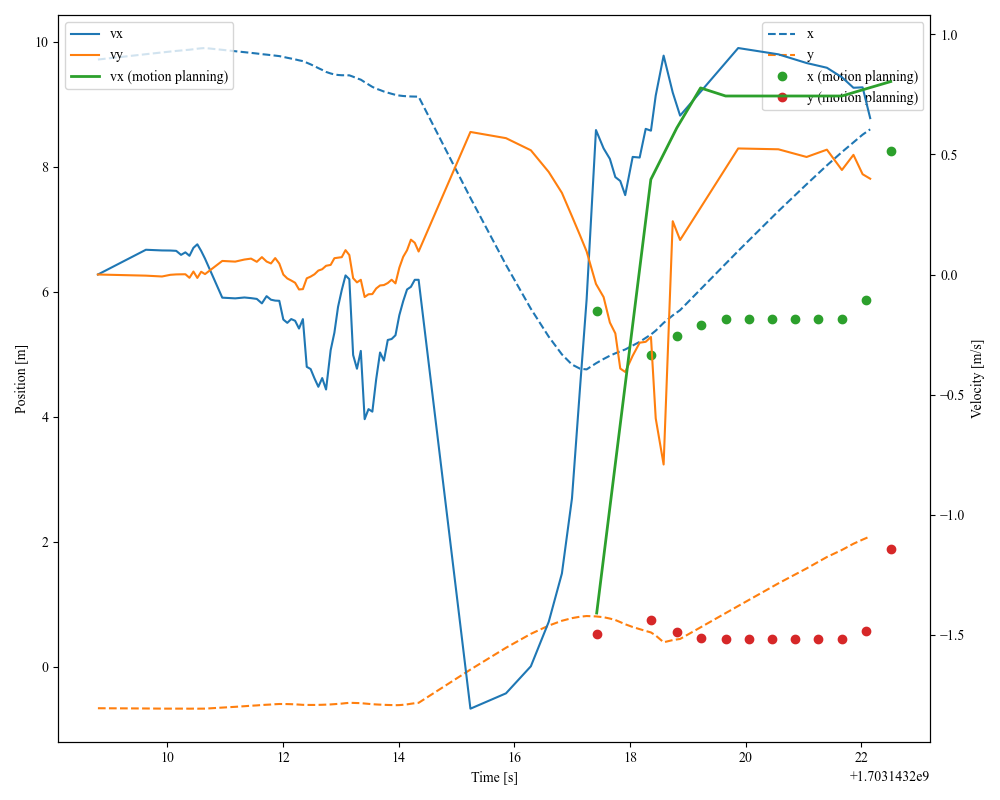 vx
vy
vx (motion planning)
x
y
x (motion planning)
y (motion planning)
10
8
6
4
2
0
Position [m]
1.0
0.5
0.0
−0.5
−1.0
−1.5
Velocity [m/s]
10 12 14 16 18 20 22
Time [s]
+1.7031432e9